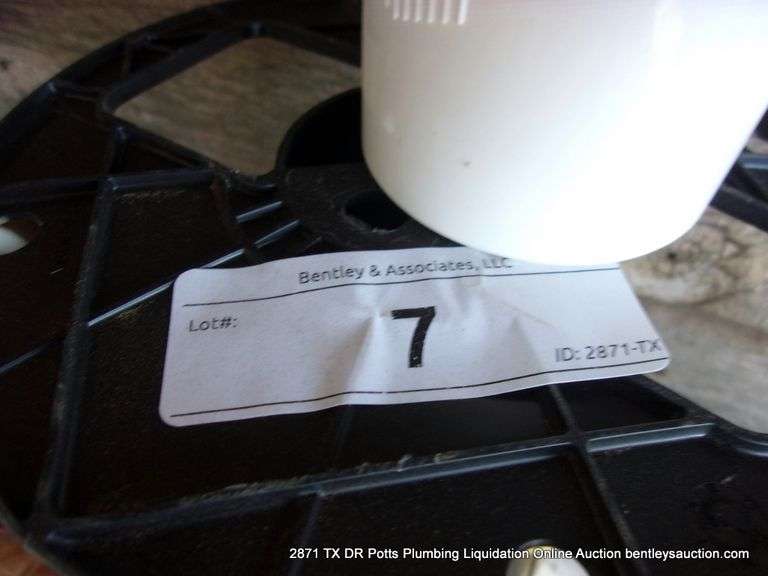 Bentley & Associates, LLC
Lot#:
7
ID: 2871-TX
2871 TX DR Potts Plumbing Liquidation Online Auction bentleysauction.com